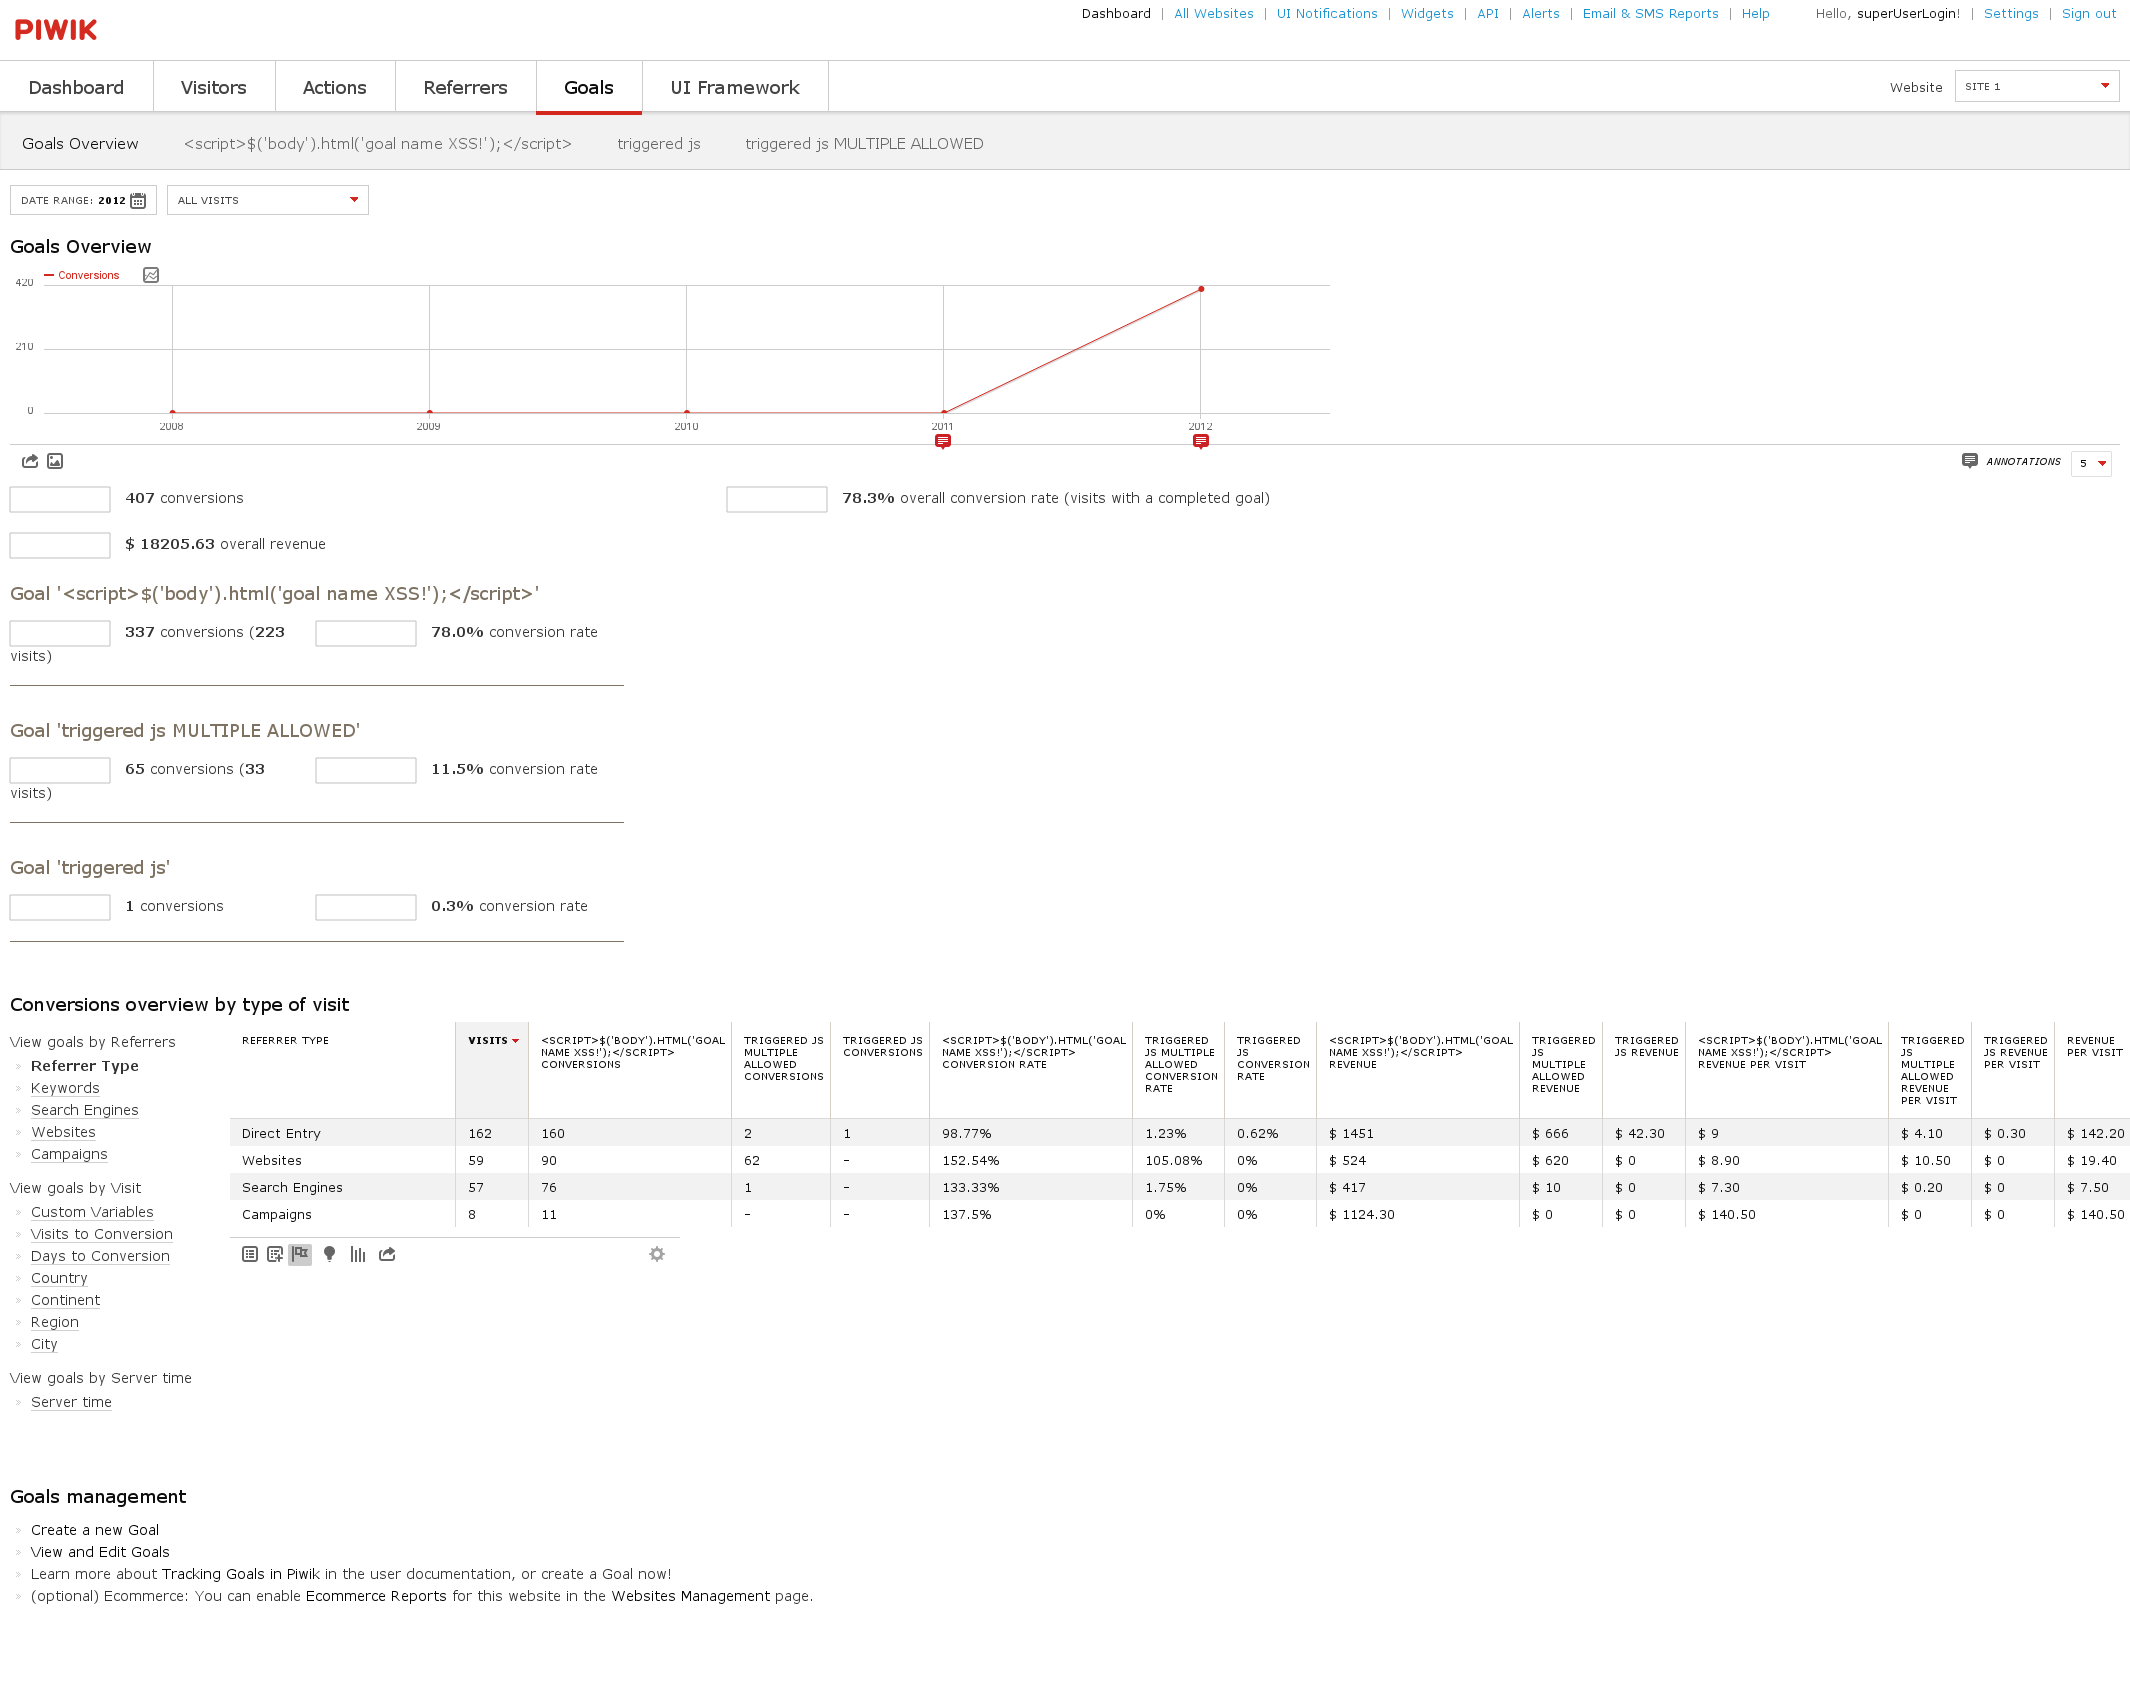 PIWIK
Dashboard | All Websites | UI Notifications | Widgets | API | Alerts | Email & SMS Reports | Help Hello, superUserLogin! | Settings | Sign out
Dashboard Visitors Actions Referrers Goals UI Framework Website SITE 1
Goals Overview <script>$('body').html('goal name XSS!');</script> triggered js triggered js MULTIPLE ALLOWED
DATE RANGE: 2012 ALL VISITS
Goals Overview
Conversions
420
210
0
2008 2009 2010 2011 2012
ANNOTATIONS 5
407 conversions 78.3% overall conversion rate (visits with a completed goal)
$ 18205.63 overall revenue
Goal '<script>$('body').html('goal name XSS!');</script>'
337 conversions (223 visits) 78.0% conversion rate
Goal 'triggered js MULTIPLE ALLOWED'
65 conversions (33 visits) 11.5% conversion rate
Goal 'triggered js'
1 conversions 0.3% conversion rate
Conversions overview by type of visit
View goals by Referrers
» Referrer Type
» Keywords
» Search Engines
» Websites
» Campaigns
View goals by Visit
» Custom Variables
» Visits to Conversion
» Days to Conversion
» Country
» Continent
» Region
» City
View goals by Server time
» Server time
REFERRER TYPE
VISITS
<SCRIPT>$('BODY').HTML('GOAL NAME XSS!');</SCRIPT> CONVERSIONS
TRIGGERED JS MULTIPLE ALLOWED CONVERSIONS
TRIGGERED JS CONVERSIONS
<SCRIPT>$('BODY').HTML('GOAL NAME XSS!');</SCRIPT> CONVERSION RATE
TRIGGERED JS MULTIPLE ALLOWED CONVERSION RATE
TRIGGERED JS CONVERSION RATE
<SCRIPT>$('BODY').HTML('GOAL NAME XSS!');</SCRIPT> REVENUE
TRIGGERED JS MULTIPLE ALLOWED REVENUE
TRIGGERED JS REVENUE
<SCRIPT>$('BODY').HTML('GOAL NAME XSS!');</SCRIPT> REVENUE PER VISIT
TRIGGERED JS MULTIPLE ALLOWED REVENUE PER VISIT
TRIGGERED JS REVENUE PER VISIT
REVENUE PER VISIT
Direct Entry 162 160 2 1 98.77% 1.23% 0.62% $ 1451 $ 666 $ 42.30 $ 9 $ 4.10 $ 0.30 $ 142.20
Websites 59 90 62 - 152.54% 105.08% 0% $ 524 $ 620 $ 0 $ 8.90 $ 10.50 $ 0 $ 19.40
Search Engines 57 76 1 - 133.33% 1.75% 0% $ 417 $ 10 $ 0 $ 7.30 $ 0.20 $ 0 $ 7.50
Campaigns 8 11 - - 137.5% 0% 0% $ 1124.30 $ 0 $ 0 $ 140.50 $ 0 $ 0 $ 140.50
Goals management
» Create a new Goal
» View and Edit Goals
» Learn more about Tracking Goals in Piwik in the user documentation, or create a Goal now!
» (optional) Ecommerce: You can enable Ecommerce Reports for this website in the Websites Management page.